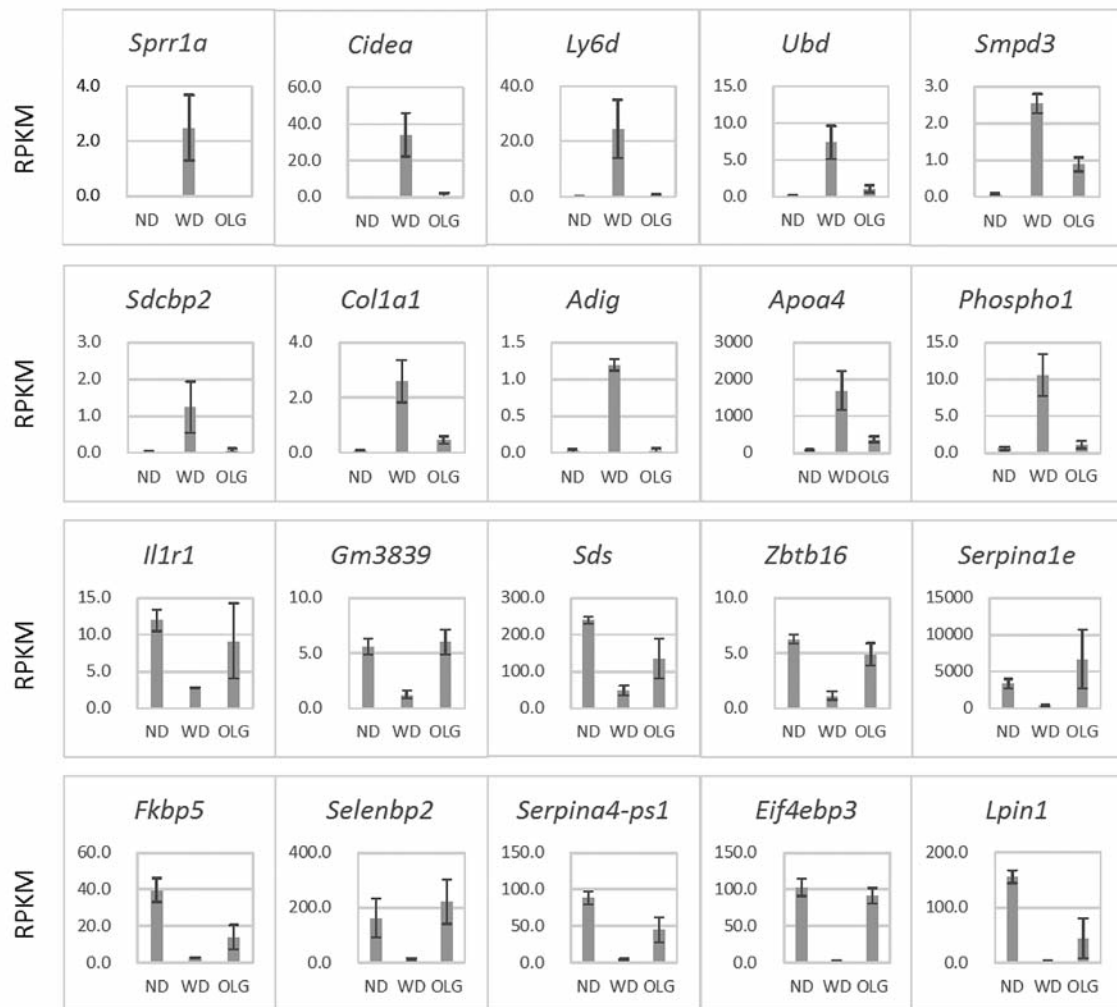 Sprr1a Cidea Ly6d Ubd Smpd3
RPKM
4.0 60.0 40 15.0 3.0
2.0 40.0 20 10.0 2.0
0.0 20.0 0 5.0 1.0
0.0 0.0 0.0
ND WD OLG ND WD OLG ND WD OLG ND WD OLG ND WD OLG
Sdcbp2 Col1a1 Adig Apoa4 Phospho1
RPKM
3.0 4.0 1.5 3000 15.0
2.0 2.0 1.0 2000 10.0
1.0 0.0 0.5 1000 5.0
0.0 0.0 0 0.0
ND WD OLG ND WD OLG ND WD OLG ND WD OLG ND WD OLG
Il1r1 Gm3839 Sds Zbtb16 Serpina1e
RPKM
15.0 10.0 300.0 10.0 15000
10.0 5.0 200.0 5.0 10000
5.0 0.0 100.0 0.0 5000
0.0 0.0 0
ND WD OLG ND WD OLG ND WD OLG ND WD OLG ND WD OLG
Fkbp5 Selenbp2 Serpina4-ps1 Eif4ebp3 Lpin1
RPKM
60.0 400.0 150.0 150.0 200.0
40.0 200.0 100.0 100.0 100.0
20.0 0.0 50.0 50.0 0.0
0.0 0.0 0.0
ND WD OLG ND WD OLG ND WD OLG ND WD OLG ND WD OLG